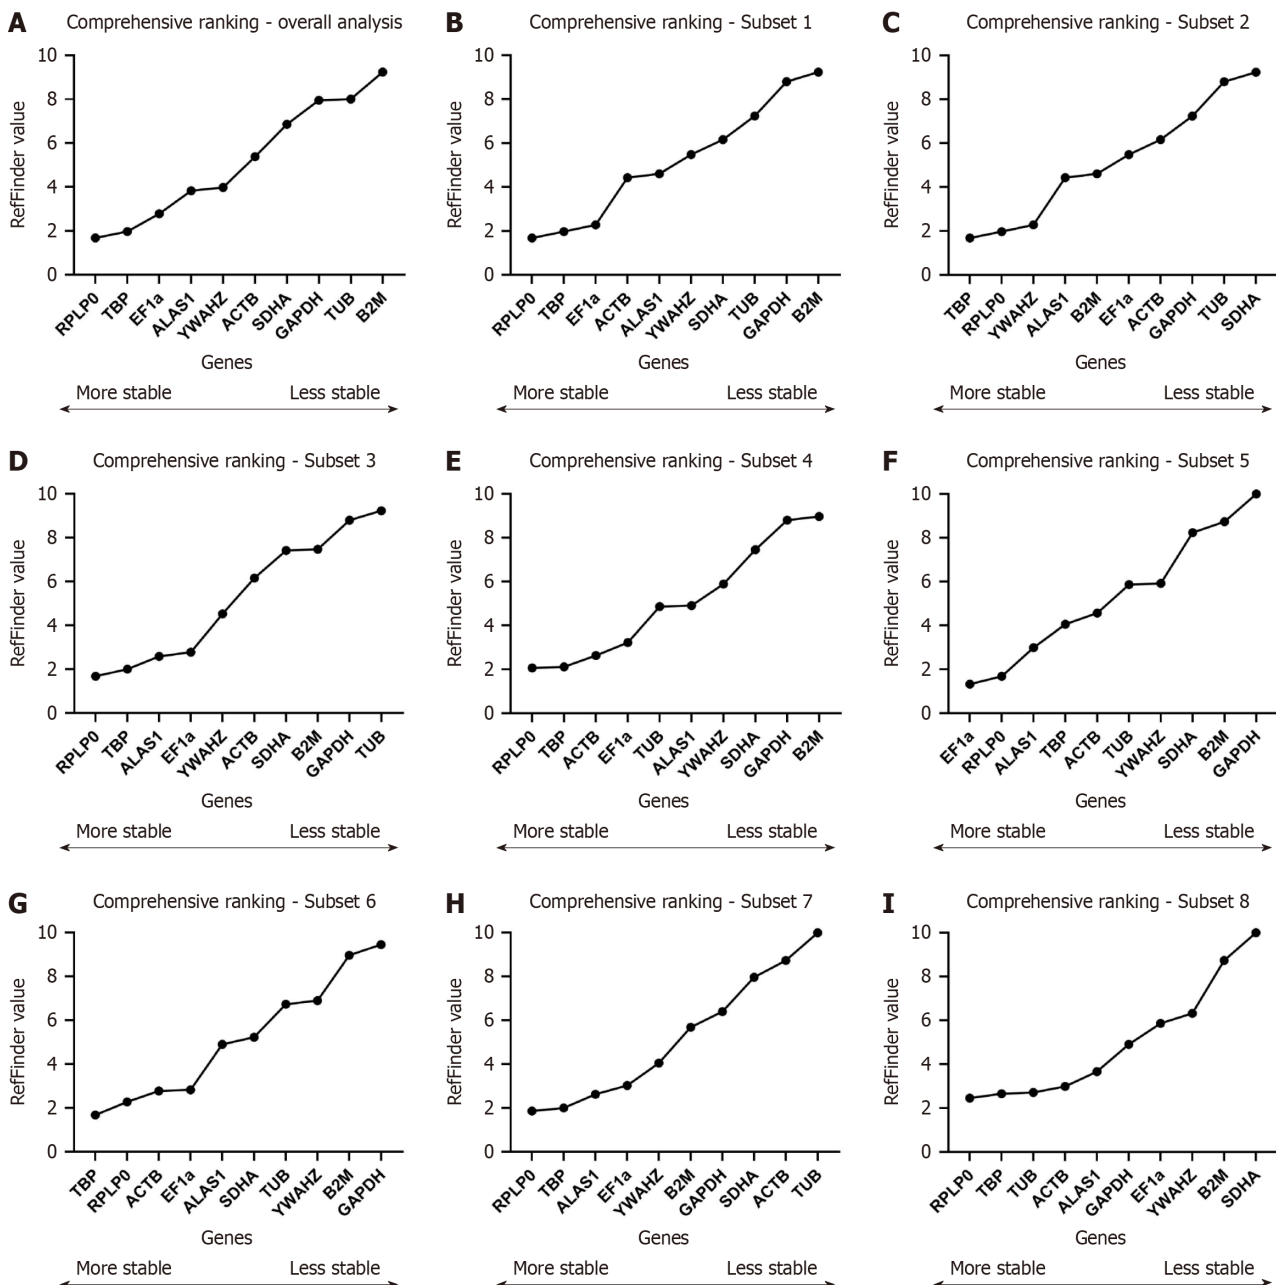 A Comprehensive ranking - overall analysis
RefFinder value
10
8
6
4
2
0
RPLP0 TBP EF1a ALAS1 YWAHZ ACTB SDHA GAPDH TUB B2M
Genes
More stable Less stable
B Comprehensive ranking - Subset 1
RefFinder value
10
8
6
4
2
0
RPLP0 TBP EF1a ACTB ALAS1 YWAHZ SDHA TUB GAPDH B2M
Genes
More stable Less stable
C Comprehensive ranking - Subset 2
RefFinder value
10
8
6
4
2
0
TBP RPLP0 YWAHZ ALAS1 B2M EF1a ACTB GAPDH TUB SDHA
Genes
More stable Less stable
D Comprehensive ranking - Subset 3
RefFinder value
10
8
6
4
2
0
RPLP0 TBP ALAS1 EF1a YWAHZ ACTB SDHA B2M GAPDH TUB
Genes
More stable Less stable
E Comprehensive ranking - Subset 4
RefFinder value
10
8
6
4
2
0
RPLP0 TBP ACTB EF1a TUB ALAS1 YWAHZ SDHA GAPDH B2M
Genes
More stable Less stable
F Comprehensive ranking - Subset 5
RefFinder value
10
8
6
4
2
0
EF1a RPLP0 ALAS1 TBP ACTB TUB YWAHZ SDHA B2M GAPDH
Genes
More stable Less stable
G Comprehensive ranking - Subset 6
RefFinder value
10
8
6
4
2
0
TBP RPLP0 ACTB EF1a ALAS1 SDHA TUB YWAHZ B2M GAPDH
Genes
More stable Less stable
H Comprehensive ranking - Subset 7
RefFinder value
10
8
6
4
2
0
RPLP0 TBP ALAS1 EF1a YWAHZ B2M GAPDH SDHA ACTB TUB
Genes
More stable Less stable
I Comprehensive ranking - Subset 8
RefFinder value
10
8
6
4
2
0
RPLP0 TBP TUB ACTB ALAS1 GAPDH EF1a YWAHZ B2M SDHA
Genes
More stable Less stable